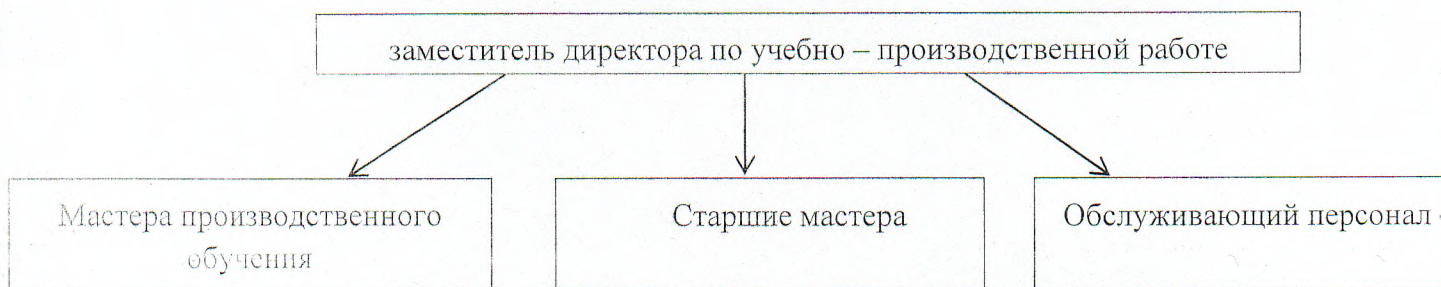 заместитель директора по учебно – производственной работе
Мастера производственного
обучения
Старшие мастера
Обслуживающий персонал